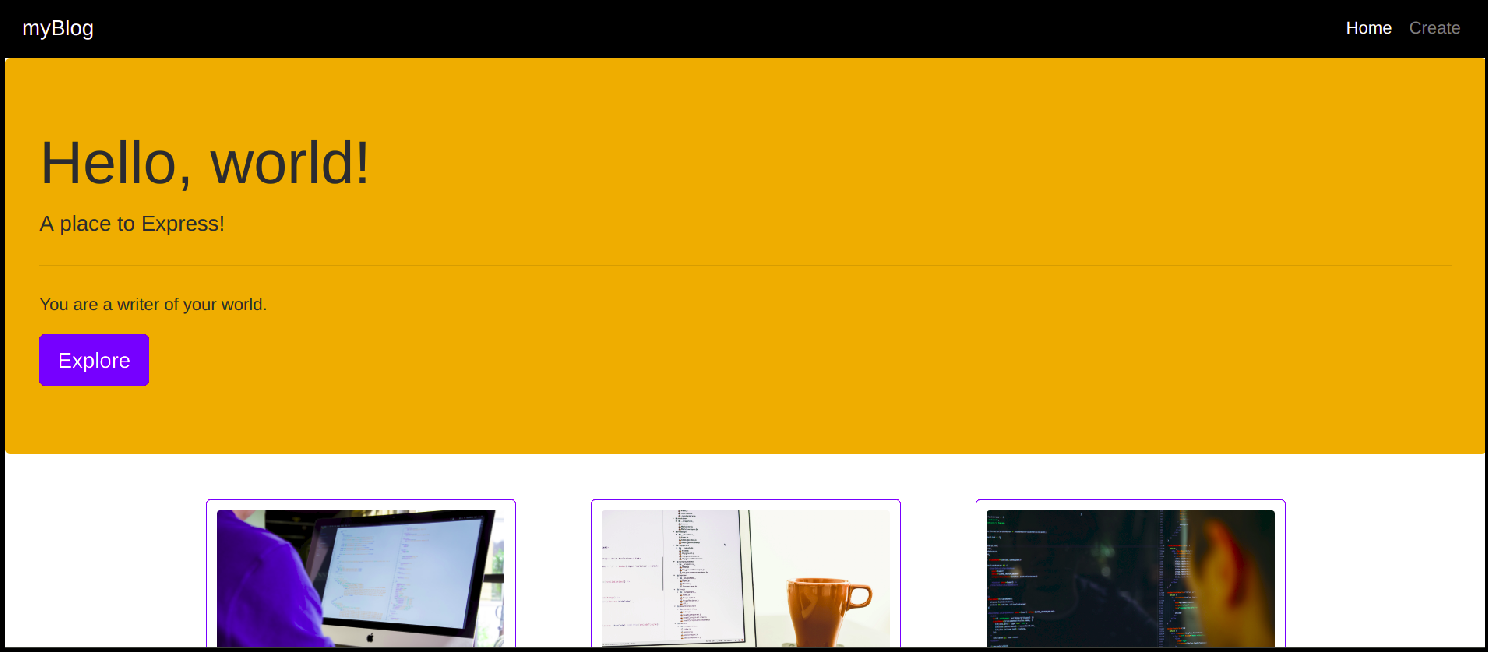 myBlog
Home Create
Hello, world!
A place to Express!
You are a writer of your world.
Explore